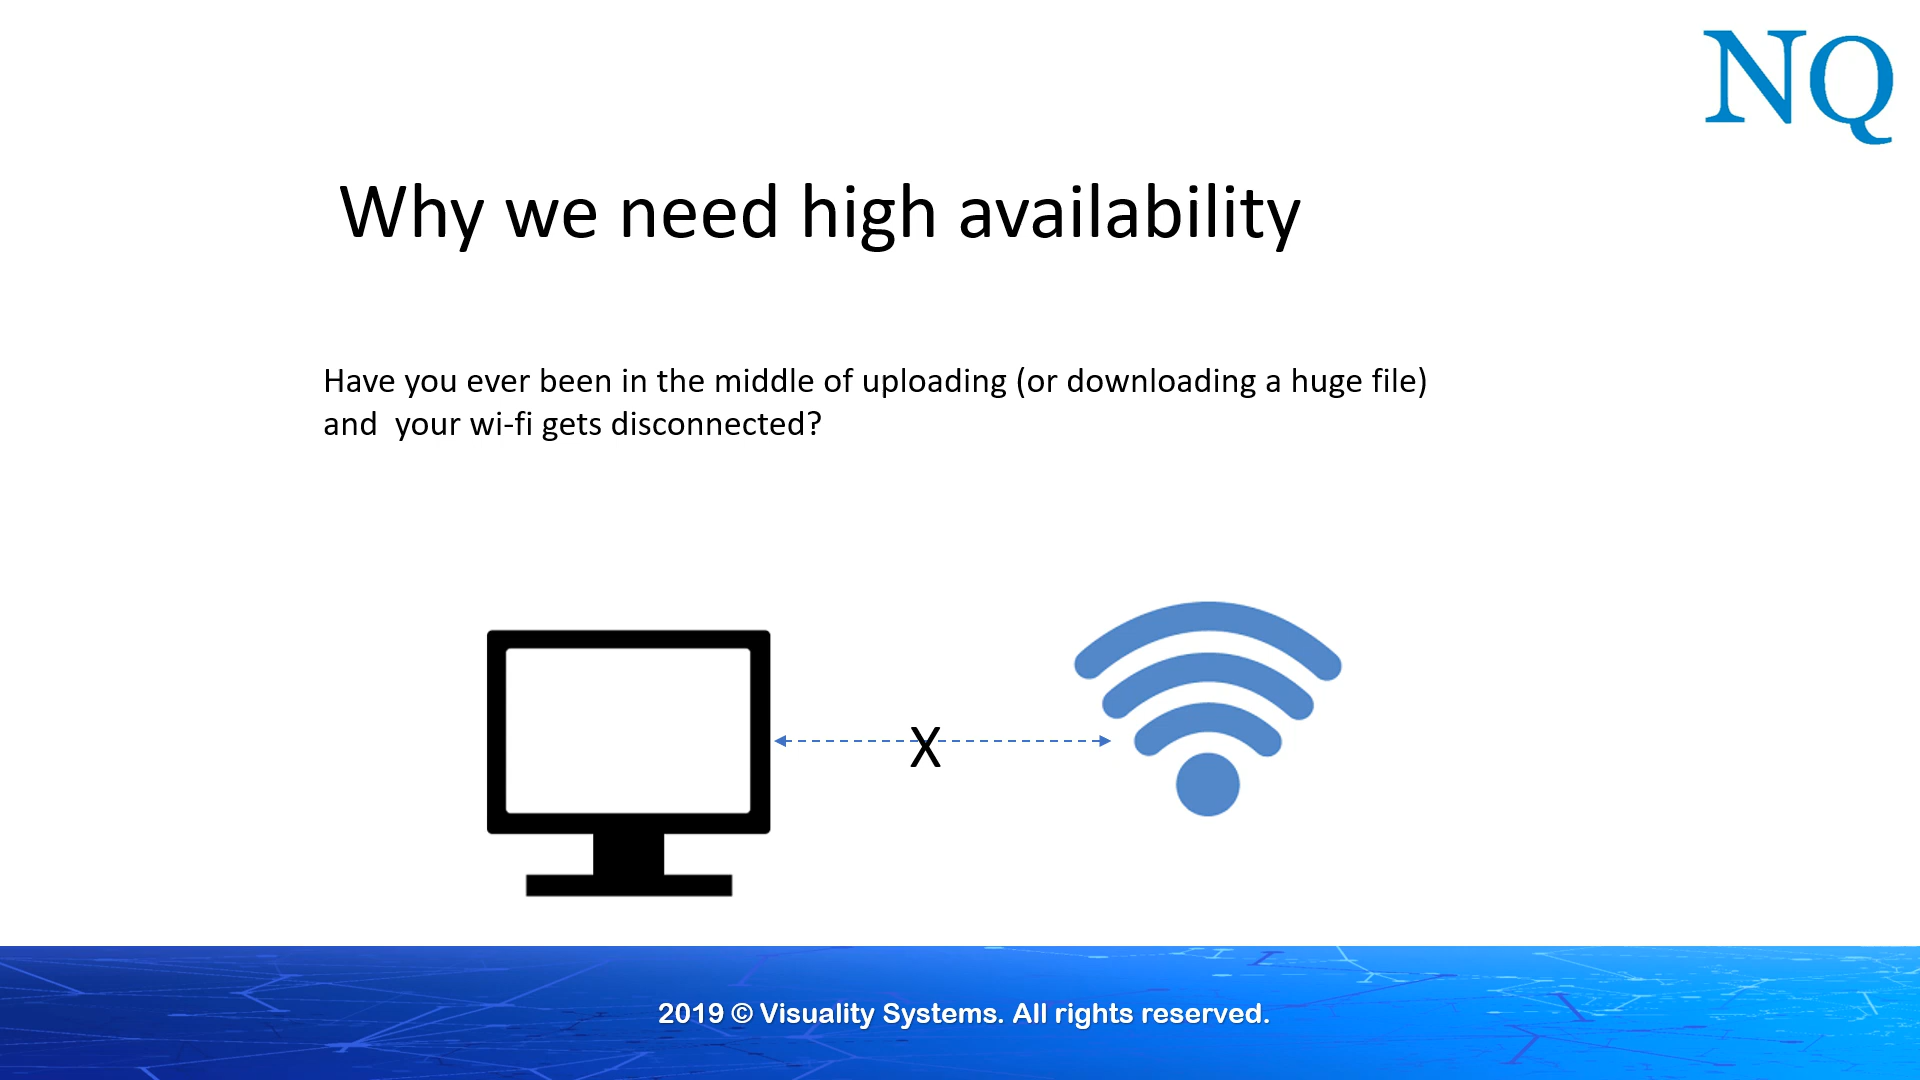 NQ
Why we need high availability
Have you ever been in the middle of uploading (or downloading a huge file)
and  your wi-fi gets disconnected?
X
2019 © Visuality Systems. All rights reserved.